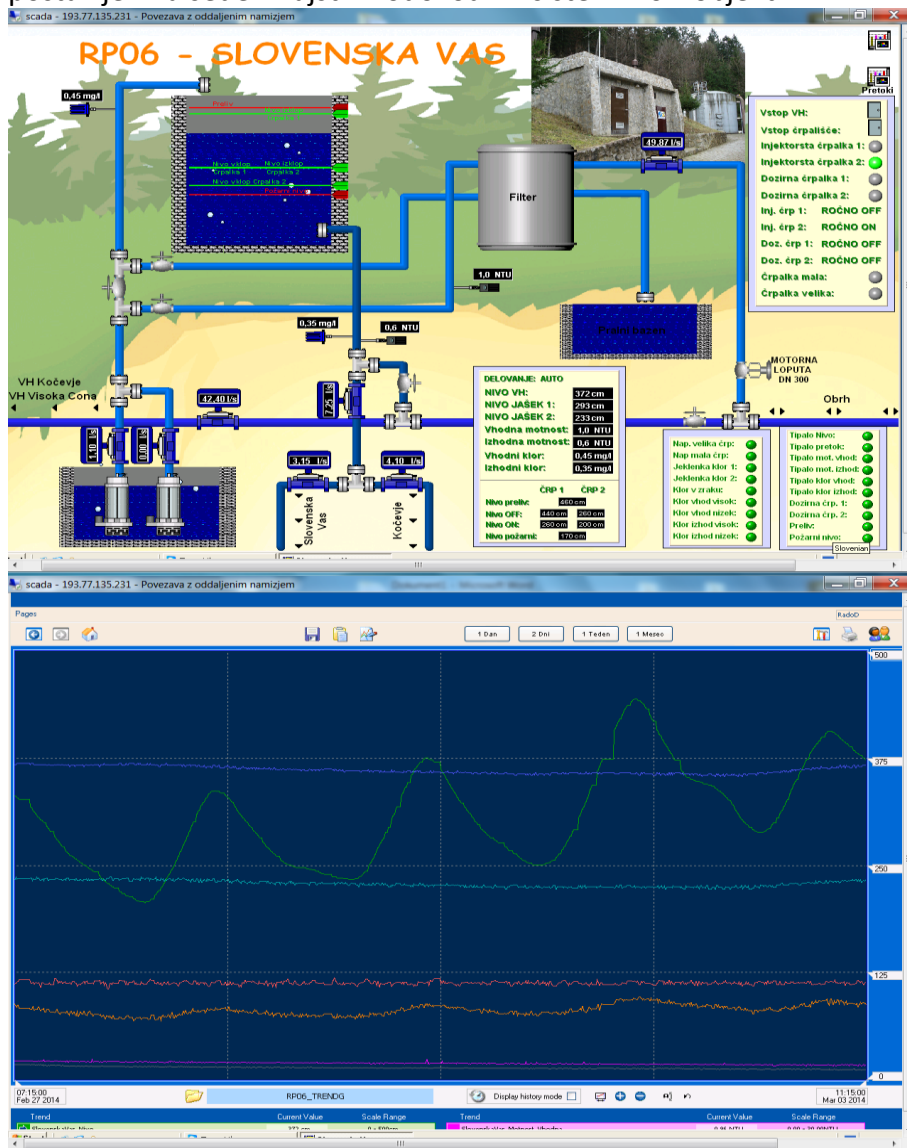 scada - 193.77.135.231 - Povezava z oddaljenim namizjem
RP06 - SLOVENSKA VAS
Pretoki
0,45 mg/l
Preliv
Nivo vklop Nivo izklop
Črpalka 1 Črpalka 2
Nivo vklop Črpalka 2
49,87 l/s
Filter
1,0 NTU
0,35 mg/l
0,6 NTU
Vstop VH:
Vstop črpališče:
Injektorsta črpalka 1:
Injektorsta črpalka 2:
Dozirna črpalka 1:
Dozirna črpalka 2:
Inj. črp 1: ROČNO OFF
Inj. črp 2: ROČNO ON
Doz. črp 1: ROČNO OFF
Doz. črp 2: ROČNO OFF
Črpalka mala:
Črpalka velika:
MOTORNA
LOPUTA
DN 300
Obrh
VH Kočevje
VH Visoka Cona
42,40 l/s
7,25 l/s
1,10 l/s
0,00 l/s
3,15 l/s
4,10 l/s
Slovenska
Vas
Kočevje
DELOVANJE: AUTO
NIVO VH: 372 cm
NIVO JAŠEK 1: 293 cm
NIVO JAŠEK 2: 233 cm
Vhodna motnost: 1,0 NTU
Izhodna motnost: 0,6 NTU
Vhodni klor: 0,45 mg/l
Izhodni klor: 0,35 mg/l
ČRP 1 ČRP 2
Nivo preliv: 460 cm
Nivo OFF: 440 cm 260 cm
Nivo ON: 260 cm 200 cm
Nivo požarni: 170 cm
Nap. velika črp:
Nap mala črp:
Jeklenka klor 1:
Jeklenka klor 2:
Klor v zraku:
Klor vhod visok:
Klor vhod nizek:
Klor izhod visok:
Klor izhod nizek:
Tipalo Nivo:
Tipalo pretok:
Tipalo mot. vhod:
Tipalo mot. izhod:
Tipalo klor vhod:
Tipalo klor izhod:
Dozirna črp. 1:
Dozirna črp. 2:
Preliv:
Požarni nivo:
Slovenian
scada - 193.77.135.231 - Povezava z oddaljenim namizjem
Pages
RadoD
1 Dan 2 Dni 1 Teden 1 Mesec
500
375
250
125
0
07:15:00
Feb 27 2014
RP06_TRENDG
Display history mode
11:15:00
Mar 03 2014
Trend Current Value Scale Range Trend Current Value Scale Range